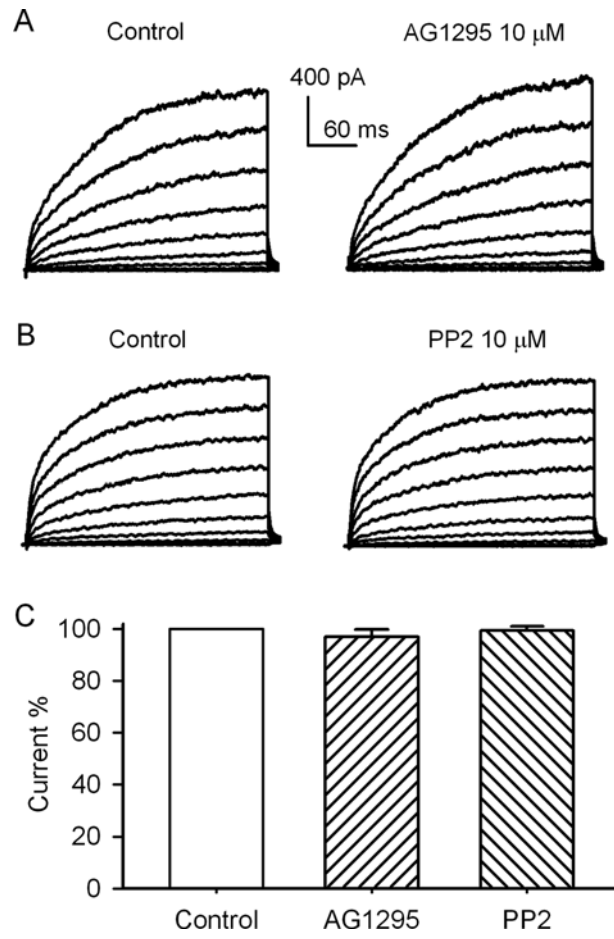 A
Control
AG1295 10 μM
400 pA
60 ms
B
Control
PP2 10 μM
C
Current %
100
80
60
40
20
0
Control
AG1295
PP2